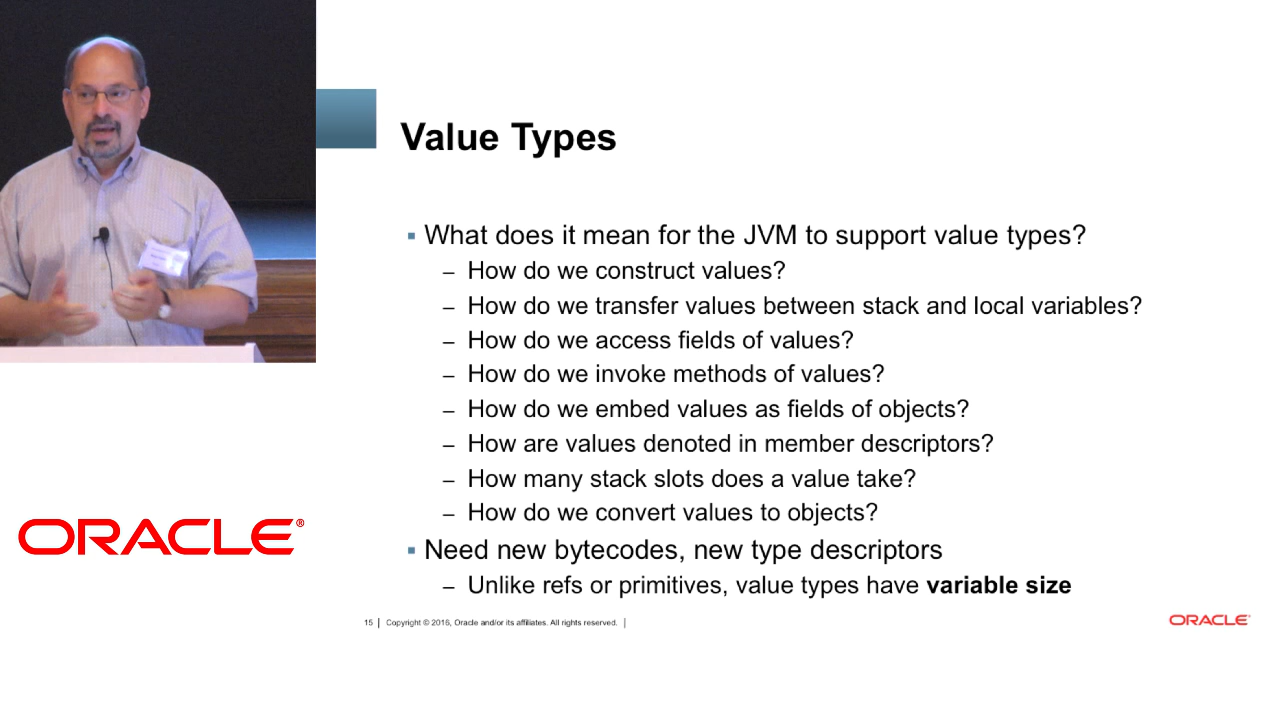 Value Types
▪ What does it mean for the JVM to support value types?
– How do we construct values?
– How do we transfer values between stack and local variables?
– How do we access fields of values?
– How do we invoke methods of values?
– How do we embed values as fields of objects?
– How are values denoted in member descriptors?
– How many stack slots does a value take?
– How do we convert values to objects?
▪ Need new bytecodes, new type descriptors
– Unlike refs or primitives, value types have variable size
ORACLE®
15 | Copyright © 2016, Oracle and/or its affiliates. All rights reserved. |
ORACLE®